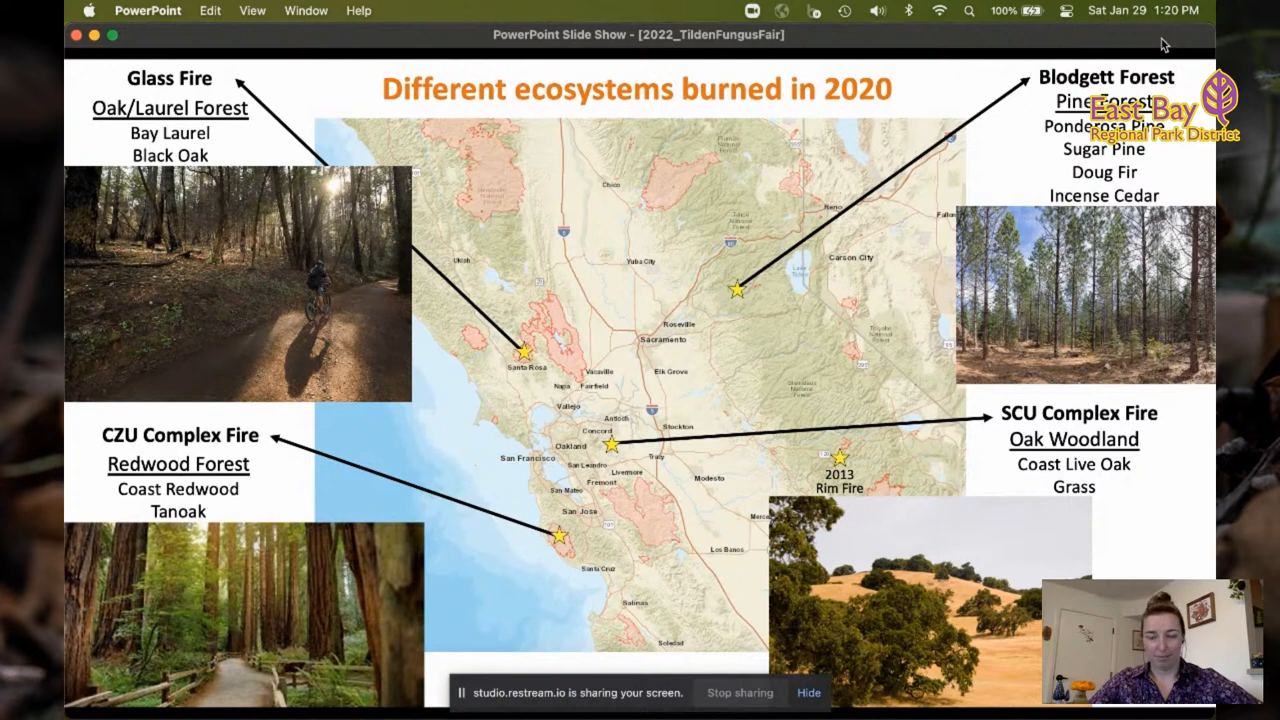 PowerPoint Edit View Window Help
100% Sat Jan 29 1:20 PM
PowerPoint Slide Show - [2022_TildenFungusFair]
Different ecosystems burned in 2020
Glass Fire
Oak/Laurel Forest
Bay Laurel
Black Oak
Blodgett Forest
Pine Forest
Ponderosa Pine
Sugar Pine
Doug Fir
Incense Cedar
East Bay
Regional Park District
CZU Complex Fire
Redwood Forest
Coast Redwood
Tanoak
SCU Complex Fire
Oak Woodland
Coast Live Oak
Grass
Chico
Reno
Fallon
Ukiah
Yuba City
Carson City
Roseville
Sacramento
Santa Rosa
Vacaville
Elk Grove
Napa
Fairfield
Vallejo
Antioch
Concord
Stockton
Oakland
San Francisco
Tracy
San Leandro
Livermore
Fremont
Modesto
San Mateo
2013
Rim Fire
San Jose
Merce
Los Banos
Santa Cruz
Salinas
Soledad
studio.restream.io is sharing your screen.
Stop sharing
Hide